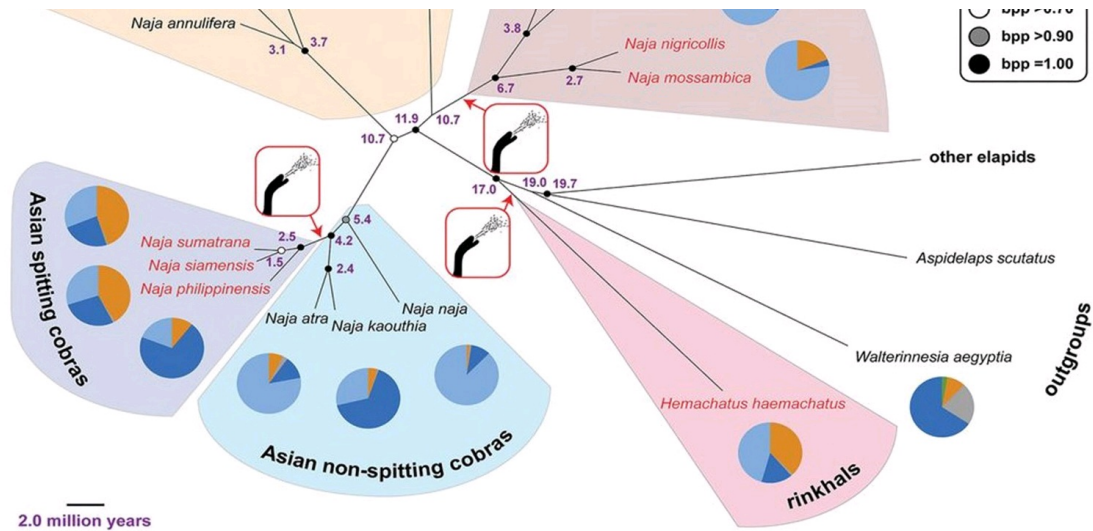 Naja annulifera
3.1
3.7
3.8
Naja nigricollis
Naja mossambica
6.7
2.7
bpp >0.70
bpp >0.90
bpp =1.00
10.7
11.9
10.7
17.0
19.0
19.7
other elapids
Aspidelaps scutatus
Walterinnesia aegyptia
outgroups
Hemachatus haemachatus
rinkhals
5.4
4.2
2.4
2.5
1.5
Naja sumatrana
Naja siamensis
Naja philippinensis
Asian spitting cobras
Naja atra
Naja kaouthia
Naja naja
Asian non-spitting cobras
2.0 million years